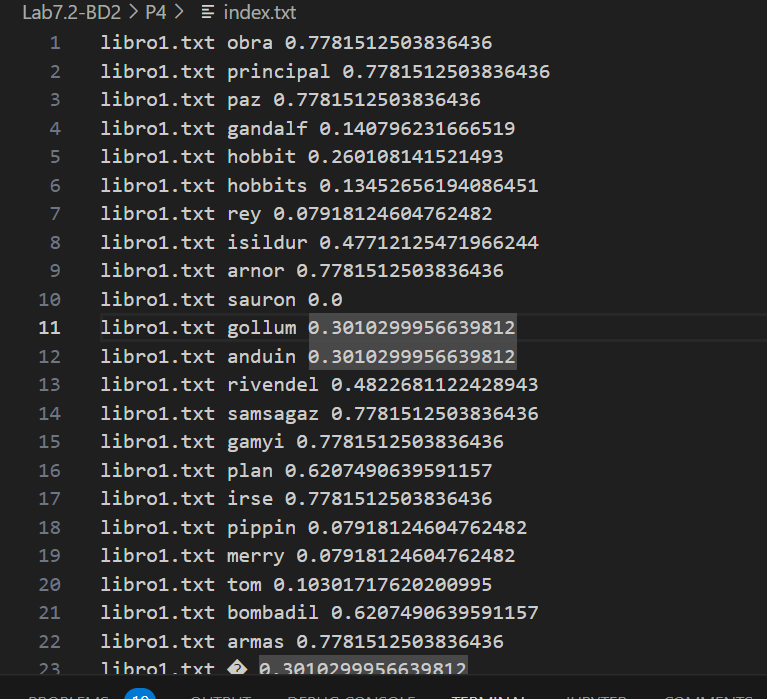 Lab7.2-BD2 > P4 > index.txt
1 libro1.txt obra 0.7781512503836436
2 libro1.txt principal 0.7781512503836436
3 libro1.txt paz 0.7781512503836436
4 libro1.txt gandalf 0.140796231666519
5 libro1.txt hobbit 0.260108141521493
6 libro1.txt hobbits 0.13452656194086451
7 libro1.txt rey 0.07918124604762482
8 libro1.txt isildur 0.47712125471966244
9 libro1.txt arnor 0.7781512503836436
10 libro1.txt sauron 0.0
11 libro1.txt gollum 0.3010299956639812
12 libro1.txt anduin 0.3010299956639812
13 libro1.txt rivendel 0.4822681122428943
14 libro1.txt samsagaz 0.7781512503836436
15 libro1.txt gamyi 0.7781512503836436
16 libro1.txt plan 0.6207490639591157
17 libro1.txt irse 0.7781512503836436
18 libro1.txt pippin 0.07918124604762482
19 libro1.txt merry 0.07918124604762482
20 libro1.txt tom 0.10301717620200995
21 libro1.txt bombadil 0.6207490639591157
22 libro1.txt armas 0.7781512503836436
23 libro1.txt � 0.3010299956639812
PROBLEMS OUTPUT DEBUG CONSOLE TERMINAL JUPYTER COMMENTS